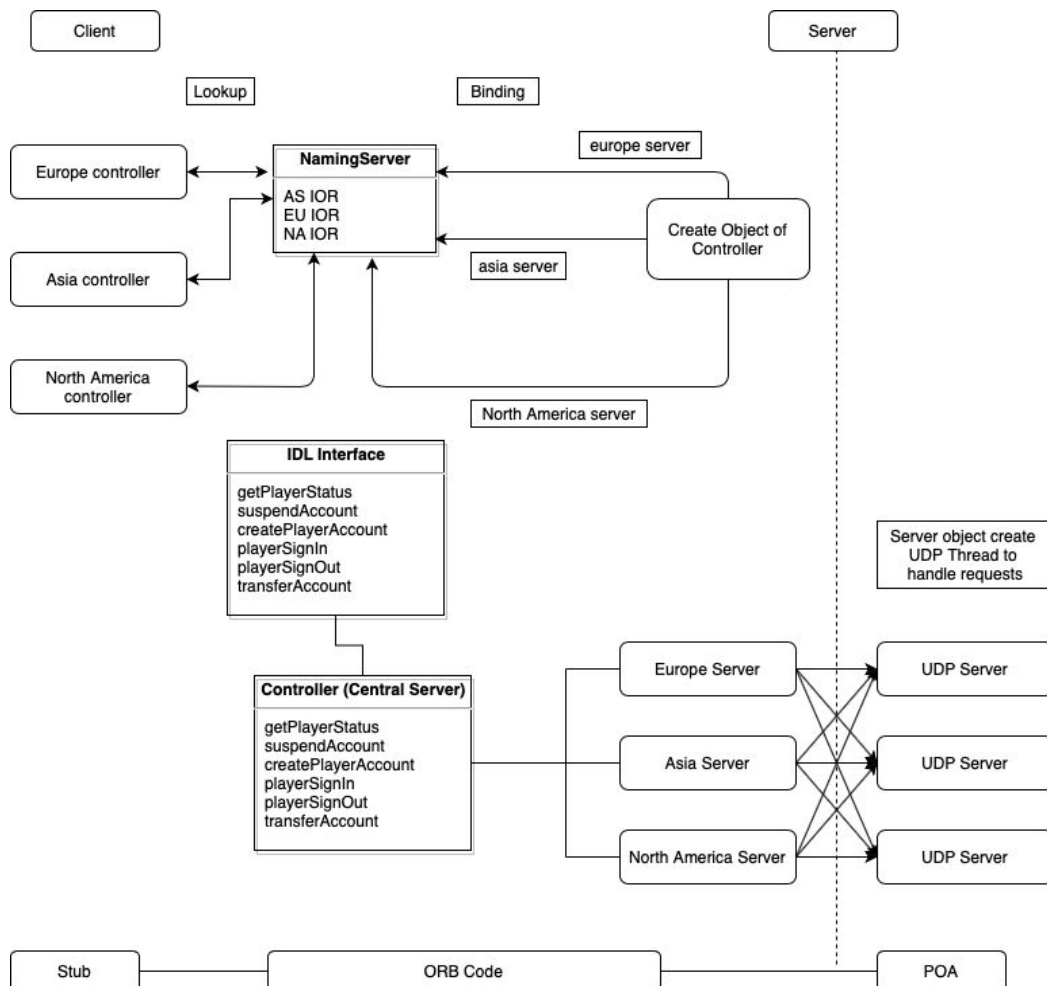 Client
Server
Lookup
Binding
europe server
Europe controller
NamingServer
AS IOR
EU IOR
NA IOR
Create Object of
Controller
asia server
Asia controller
North America
controller
North America server
IDL Interface
getPlayerStatus
suspendAccount
createPlayerAccount
playerSignIn
playerSignOut
transferAccount
Server object create
UDP Thread to
handle requests
Controller (Central Server)
getPlayerStatus
suspendAccount
createPlayerAccount
playerSignIn
playerSignOut
transferAccount
Europe Server
UDP Server
Asia Server
UDP Server
North America Server
UDP Server
Stub
ORB Code
POA